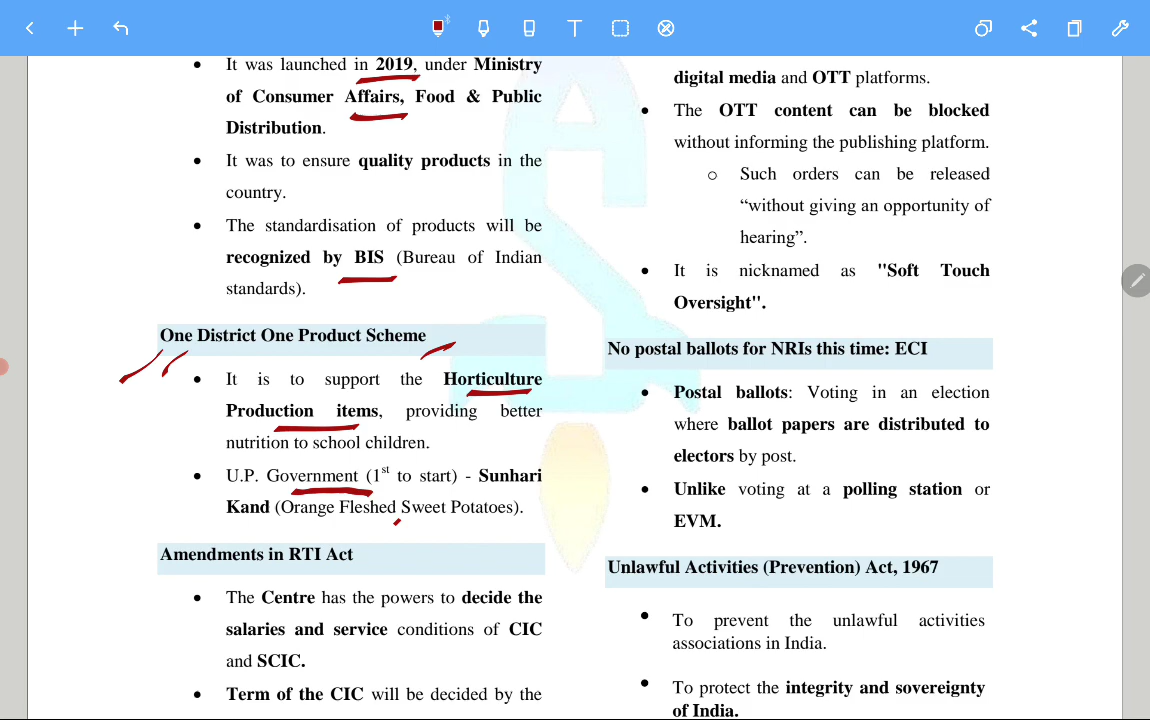 • It was launched in 2019, under Ministry
of Consumer Affairs, Food & Public
Distribution.
• It was to ensure quality products in the
country.
• The standardisation of products will be
recognized by BIS (Bureau of Indian
standards).
One District One Product Scheme
• It is to support the Horticulture
Production items, providing better
nutrition to school children.
• U.P. Government (1st to start) - Sunhari
Kand (Orange Fleshed Sweet Potatoes).
Amendments in RTI Act
• The Centre has the powers to decide the
salaries and service conditions of CIC
and SCIC.
• Term of the CIC will be decided by the
digital media and OTT platforms.
• The OTT content can be blocked
without informing the publishing platform.
o Such orders can be released
“without giving an opportunity of
hearing”.
• It is nicknamed as "Soft Touch
Oversight".
No postal ballots for NRIs this time: ECI
• Postal ballots: Voting in an election
where ballot papers are distributed to
electors by post.
• Unlike voting at a polling station or
EVM.
Unlawful Activities (Prevention) Act, 1967
• To prevent the unlawful activities
associations in India.
• To protect the integrity and sovereignty
of India.